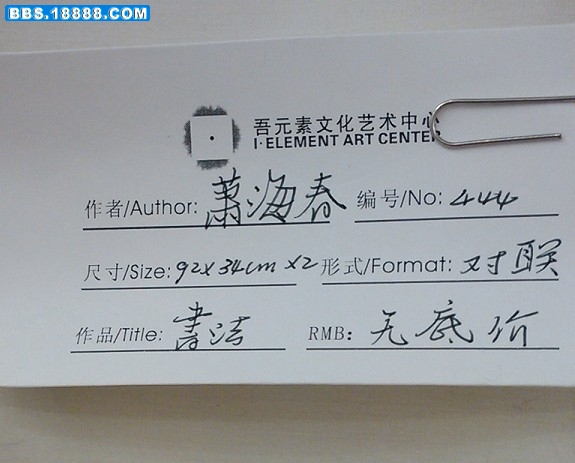 BBS.18888.COM
吾元素文化艺术中心
I·ELEMENT ART CENTER
作者/Author: 萧海春 编号/No: 444
尺寸/Size: 92x34cm x2 形式/Format: 对联
作品/Title: 書法 RMB: 无底价